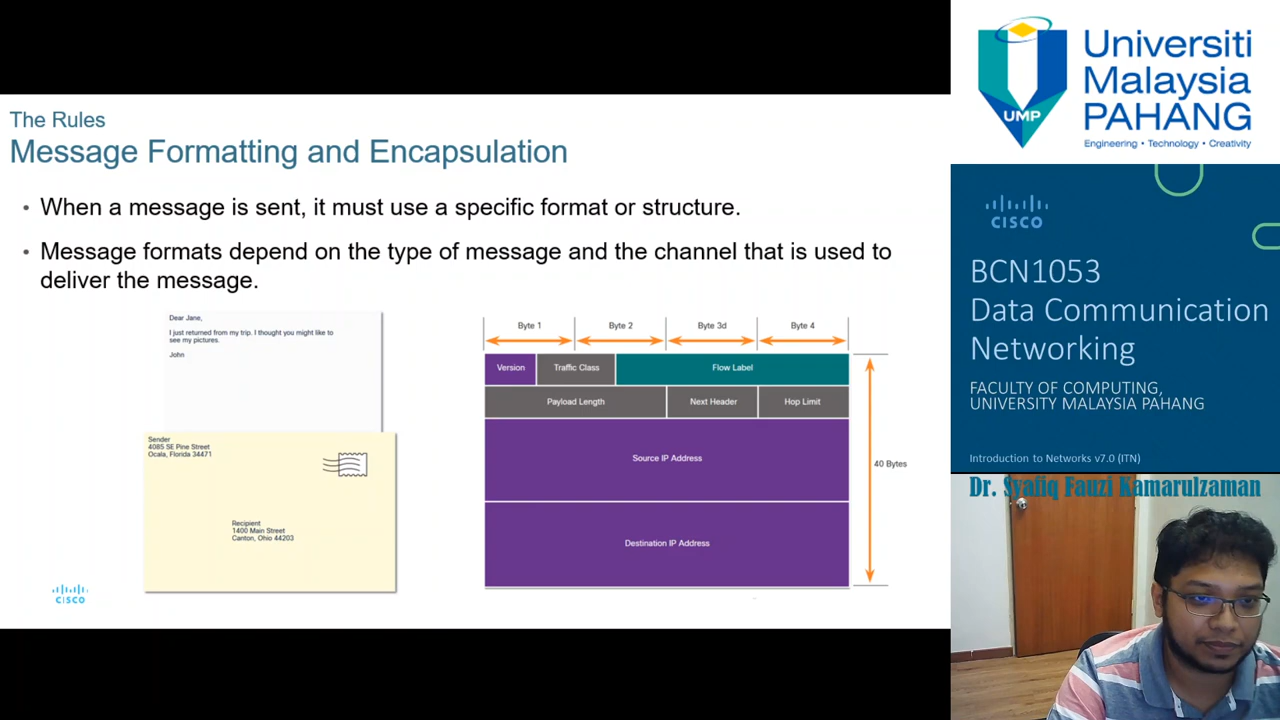 The Rules
Message Formatting and Encapsulation
• When a message is sent, it must use a specific format or structure.
• Message formats depend on the type of message and the channel that is used to
deliver the message.
Dear Jane,
I just returned from my trip. I thought you might like to
see my pictures.
John
Sender
4085 SE Pine Street
Ocala, Florida 34471
Recipient
1400 Main Street
Canton, Ohio 44203
CISCO
Byte 1 Byte 2 Byte 3d Byte 4
Version Traffic Class Flow Label
Payload Length Next Header Hop Limit
Source IP Address
40 Bytes
Destination IP Address
UMP
Universiti
Malaysia
PAHANG
Engineering • Technology • Creativity
CISCO
BCN1053
Data Communication
Networking
FACULTY OF COMPUTING,
UNIVERSITY MALAYSIA PAHANG
Introduction to Networks v7.0 (ITN)
Dr. Syafiq Fauzi Kamarulzaman